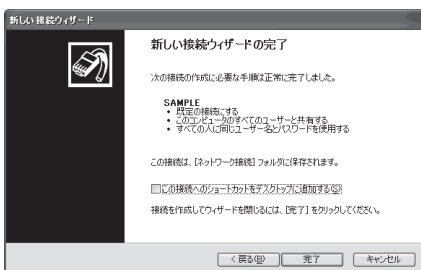 新しい接続ウィザード
新しい接続ウィザードの完了
次の接続の作成に必要な手順は正常に完了しました。
SAMPLE
• 既定の接続にする
• このコンピュータのすべてのユーザーと共有する
• すべての人に同じユーザー名とパスワードを使用する
この接続は、[ネットワーク接続] フォルダに保存されます。
この接続へのショートカットをデスクトップに追加する(S)
接続を作成してウィザードを閉じるには、[完了] をクリックしてください。
< 戻る(B)
完了
キャンセル